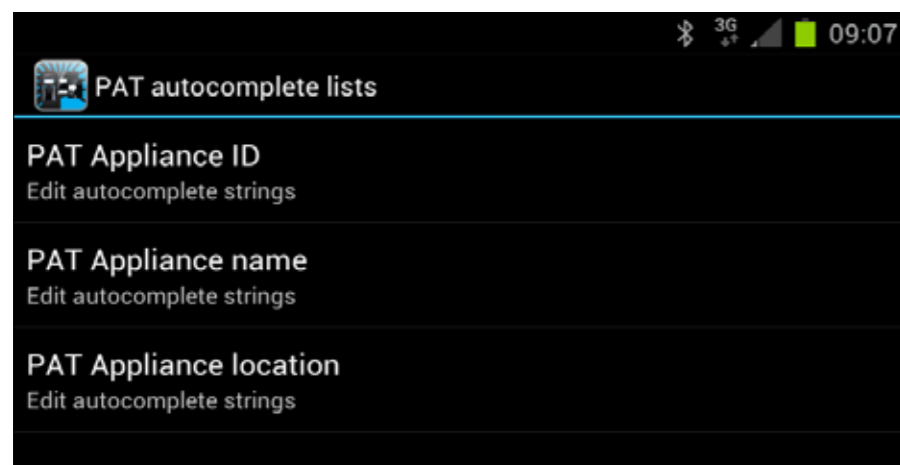 3G 09:07
PAT autocomplete lists
PAT Appliance ID
Edit autocomplete strings
PAT Appliance name
Edit autocomplete strings
PAT Appliance location
Edit autocomplete strings